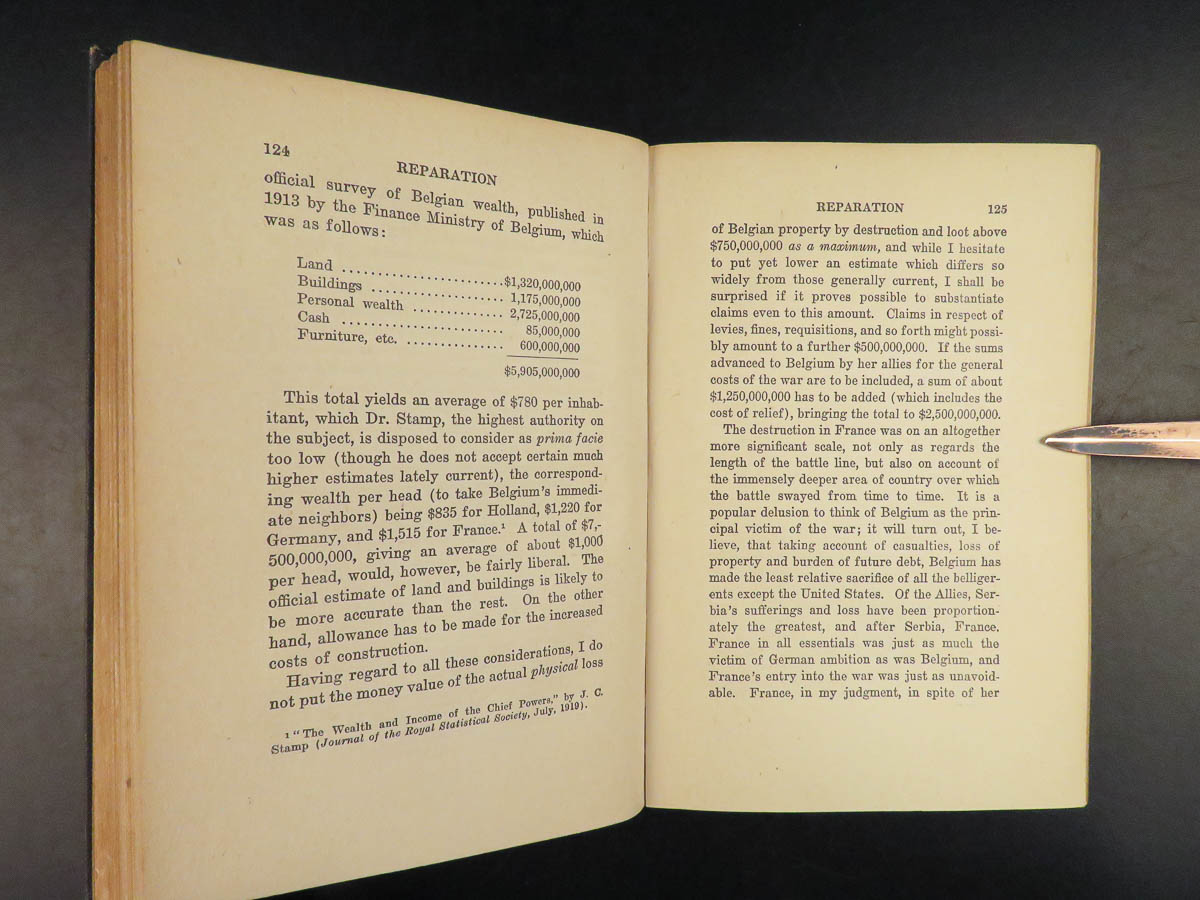 124
REPARATION
official survey of Belgian wealth, published in
1913 by the Finance Ministry of Belgium, which
was as follows:
Land ........................$1,320,000,000
Buildings .................... 1,175,000,000
Personal wealth ............. 2,725,000,000
Cash ........................ 85,000,000
Furniture, etc. ............... 600,000,000
$5,905,000,000
This total yields an average of $780 per inhab-
itant, which Dr. Stamp, the highest authority on
the subject, is disposed to consider as prima facie
too low (though he does not accept certain much
higher estimates lately current), the correspond-
ing wealth per head (to take Belgium's immedi-
ate neighbors) being $835 for Holland, $1,220 for
Germany, and $1,515 for France.¹ A total of $7,-
500,000,000, giving an average of about $1,000
per head, would, however, be fairly liberal. The
official estimate of land and buildings is likely to
be more accurate than the rest. On the other
hand, allowance has to be made for the increased
costs of construction.
Having regard to all these considerations, I do
not put the money value of the actual physical loss
1 "The Wealth and Income of the Chief Powers," by J. C.
Stamp (Journal of the Royal Statistical Society, July, 1919).
REPARATION 125
of Belgian property by destruction and loot above
$750,000,000 as a maximum, and while I hesitate
to put yet lower an estimate which differs so
widely from those generally current, I shall be
surprised if it proves possible to substantiate
claims even to this amount. Claims in respect of
levies, fines, requisitions, and so forth might possi-
bly amount to a further $500,000,000. If the sums
advanced to Belgium by her allies for the general
costs of the war are to be included, a sum of about
$1,250,000,000 has to be added (which includes the
cost of relief), bringing the total to $2,500,000,000.
The destruction in France was on an altogether
more significant scale, not only as regards the
length of the battle line, but also on account of
the immensely deeper area of country over which
the battle swayed from time to time. It is a
popular delusion to think of Belgium as the prin-
cipal victim of the war; it will turn out, I be-
lieve, that taking account of casualties, loss of
property and burden of future debt, Belgium has
made the least relative sacrifice of all the belliger-
ents except the United States. Of the Allies, Ser-
bia's sufferings and loss have been proportion-
ately the greatest, and after Serbia, France.
France in all essentials was just as much the
victim of German ambition as was Belgium, and
France's entry into the war was just as unavoid-
able. France, in my judgment, in spite of her